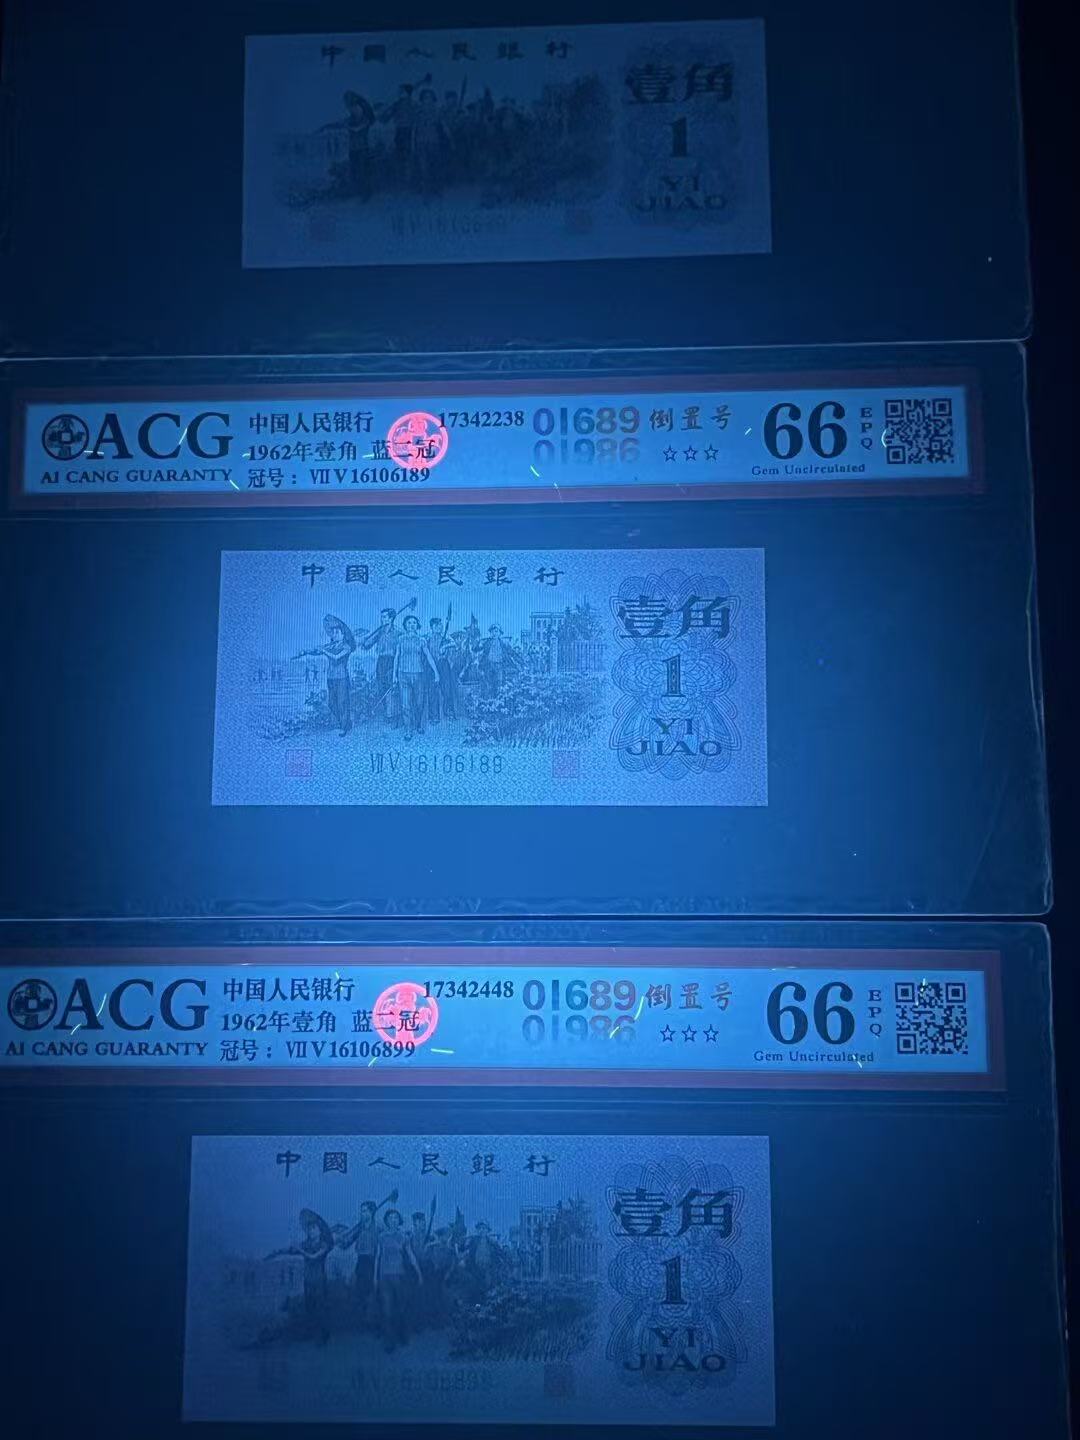 中國人民銀行
壹角
1
YI
JIAO
ACG
AI CANG GUARANTY
中国人民银行
1962年壹角 蓝二冠
冠号：ⅦⅤ16106189
17342238
01689 倒置号
01986
☆☆☆
66
EPQ
Gem Uncirculated
中國人民銀行
壹角
1
YI
JIAO
ⅦⅤ16106189
ACG
AI CANG GUARANTY
中国人民银行
1962年壹角 蓝二冠
冠号：ⅦⅤ16106899
17342448
01689 倒置号
01986
☆☆☆
66
EPQ
Gem Uncirculated
中國人民銀行
壹角
1
YI
JIAO